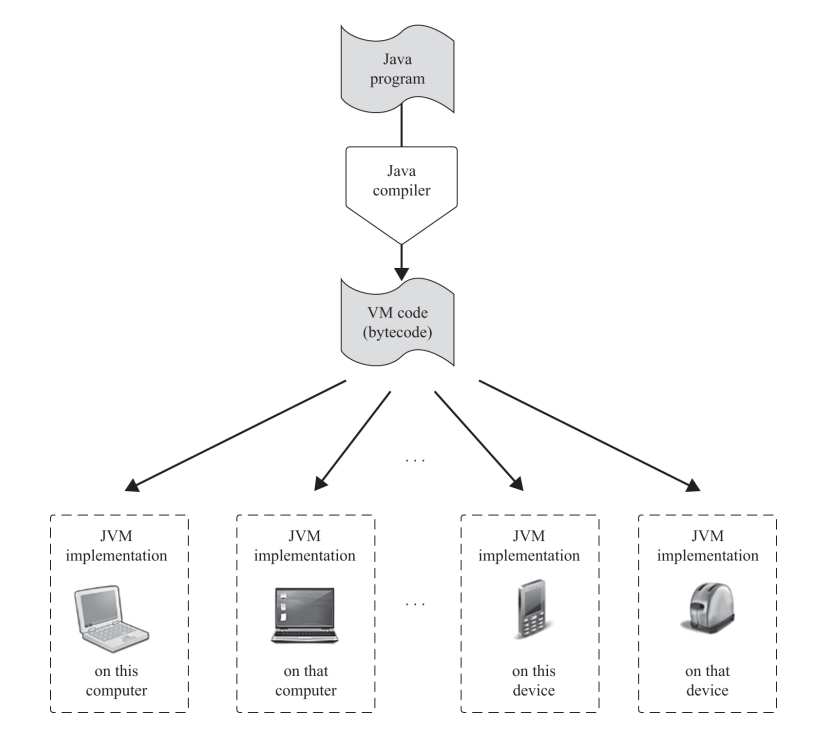 Java
program
Java
compiler
VM code
(bytecode)
. . .
JVM
implementation
on this
computer
JVM
implementation
on that
computer
. . .
JVM
implementation
on this
device
JVM
implementation
on that
device